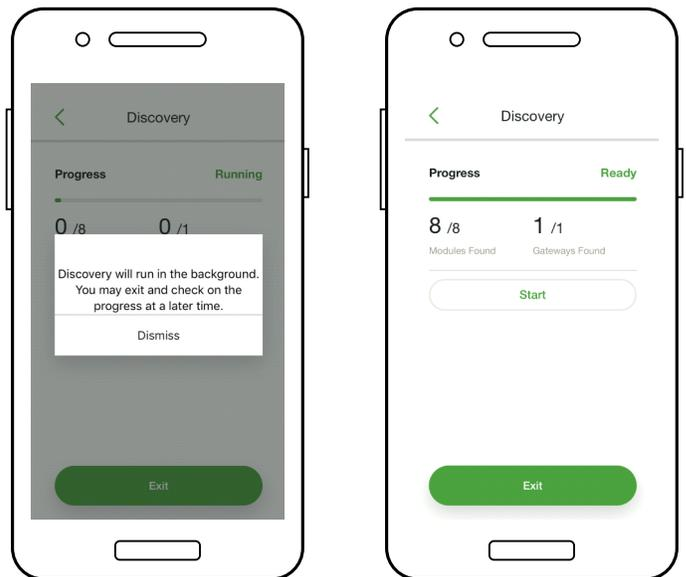 Discovery
Progress Running
0 /8 0 /1
Discovery will run in the background.
You may exit and check on the
progress at a later time.
Dismiss
Exit
Discovery
Progress Ready
8 /8 1 /1
Modules Found Gateways Found
Start
Exit